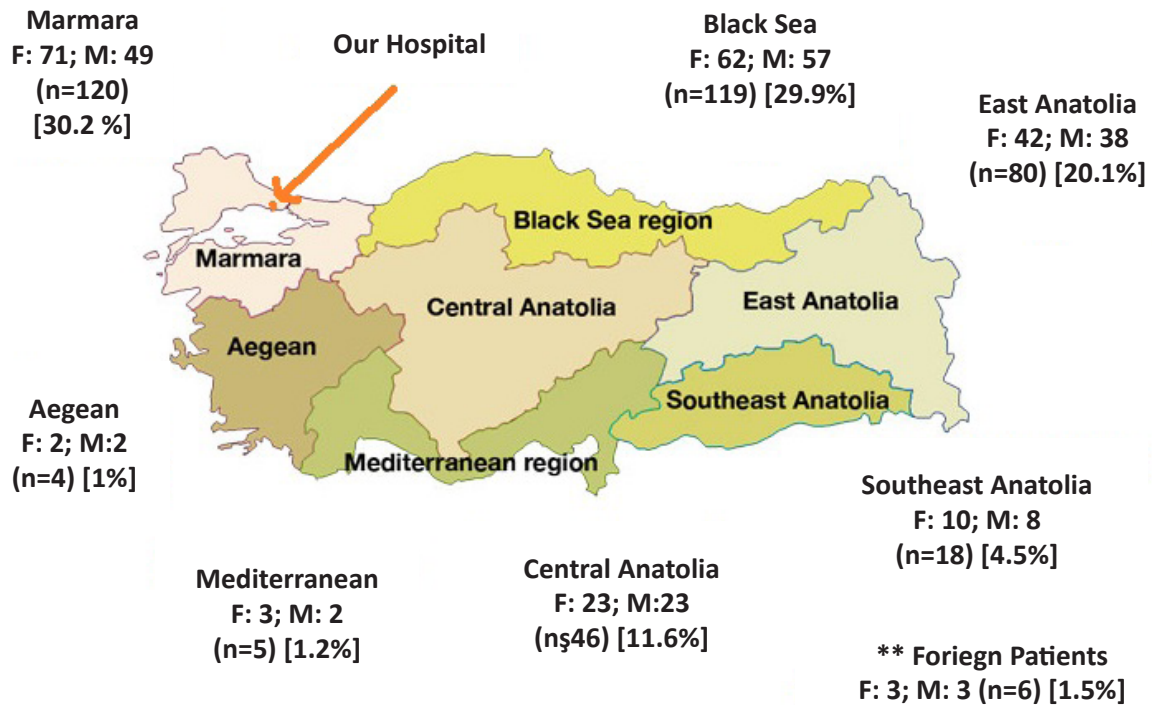 Marmara
F: 71; M: 49
(n=120)
[30.2 %]
Our Hospital
Black Sea
F: 62; M: 57
(n=119) [29.9%]
East Anatolia
F: 42; M: 38
(n=80) [20.1%]
Black Sea region
Marmara
Central Anatolia
East Anatolia
Aegean
Southeast Anatolia
Mediterranean region
Aegean
F: 2; M:2
(n=4) [1%]
Southeast Anatolia
F: 10; M: 8
(n=18) [4.5%]
Mediterranean
F: 3; M: 2
(n=5) [1.2%]
Central Anatolia
F: 23; M:23
(nş46) [11.6%]
** Foriegn Patients
F: 3; M: 3 (n=6) [1.5%]